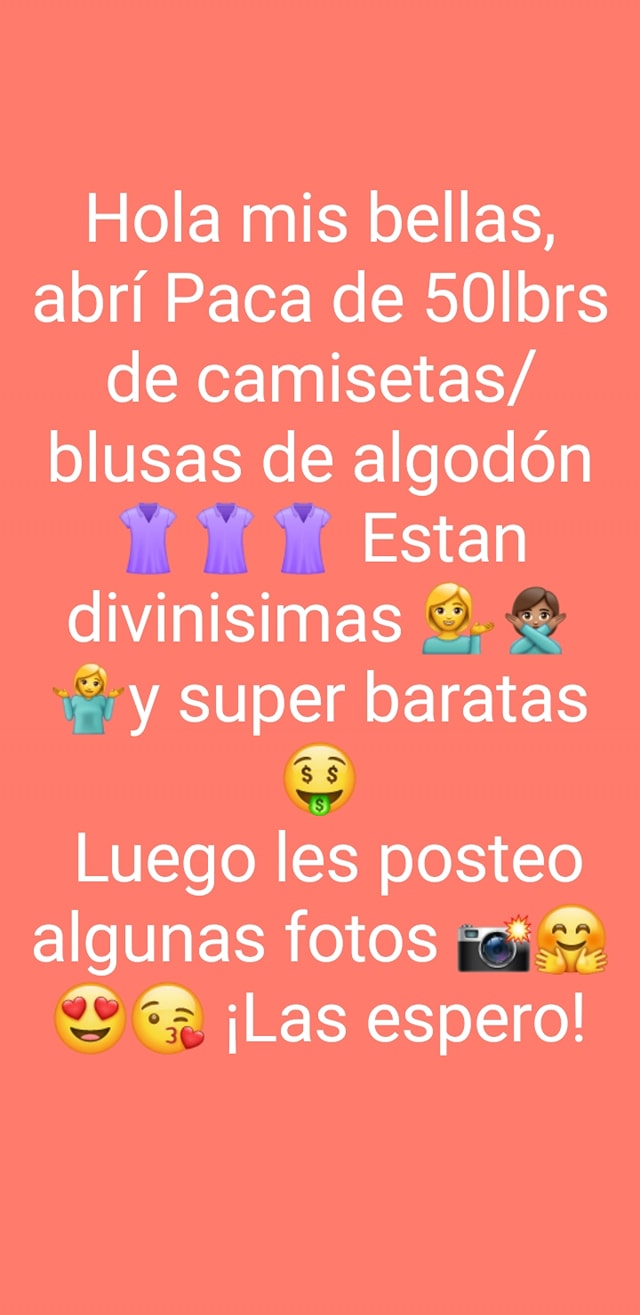 Hola mis bellas,
abrí Paca de 50lbrs
de camisetas/
blusas de algodón
👚👚👚 Estan
divinisimas 💁🙅🏽
🤷y super baratas
🤑
Luego les posteo
algunas fotos 📸🤗
😍😘 ¡Las espero!